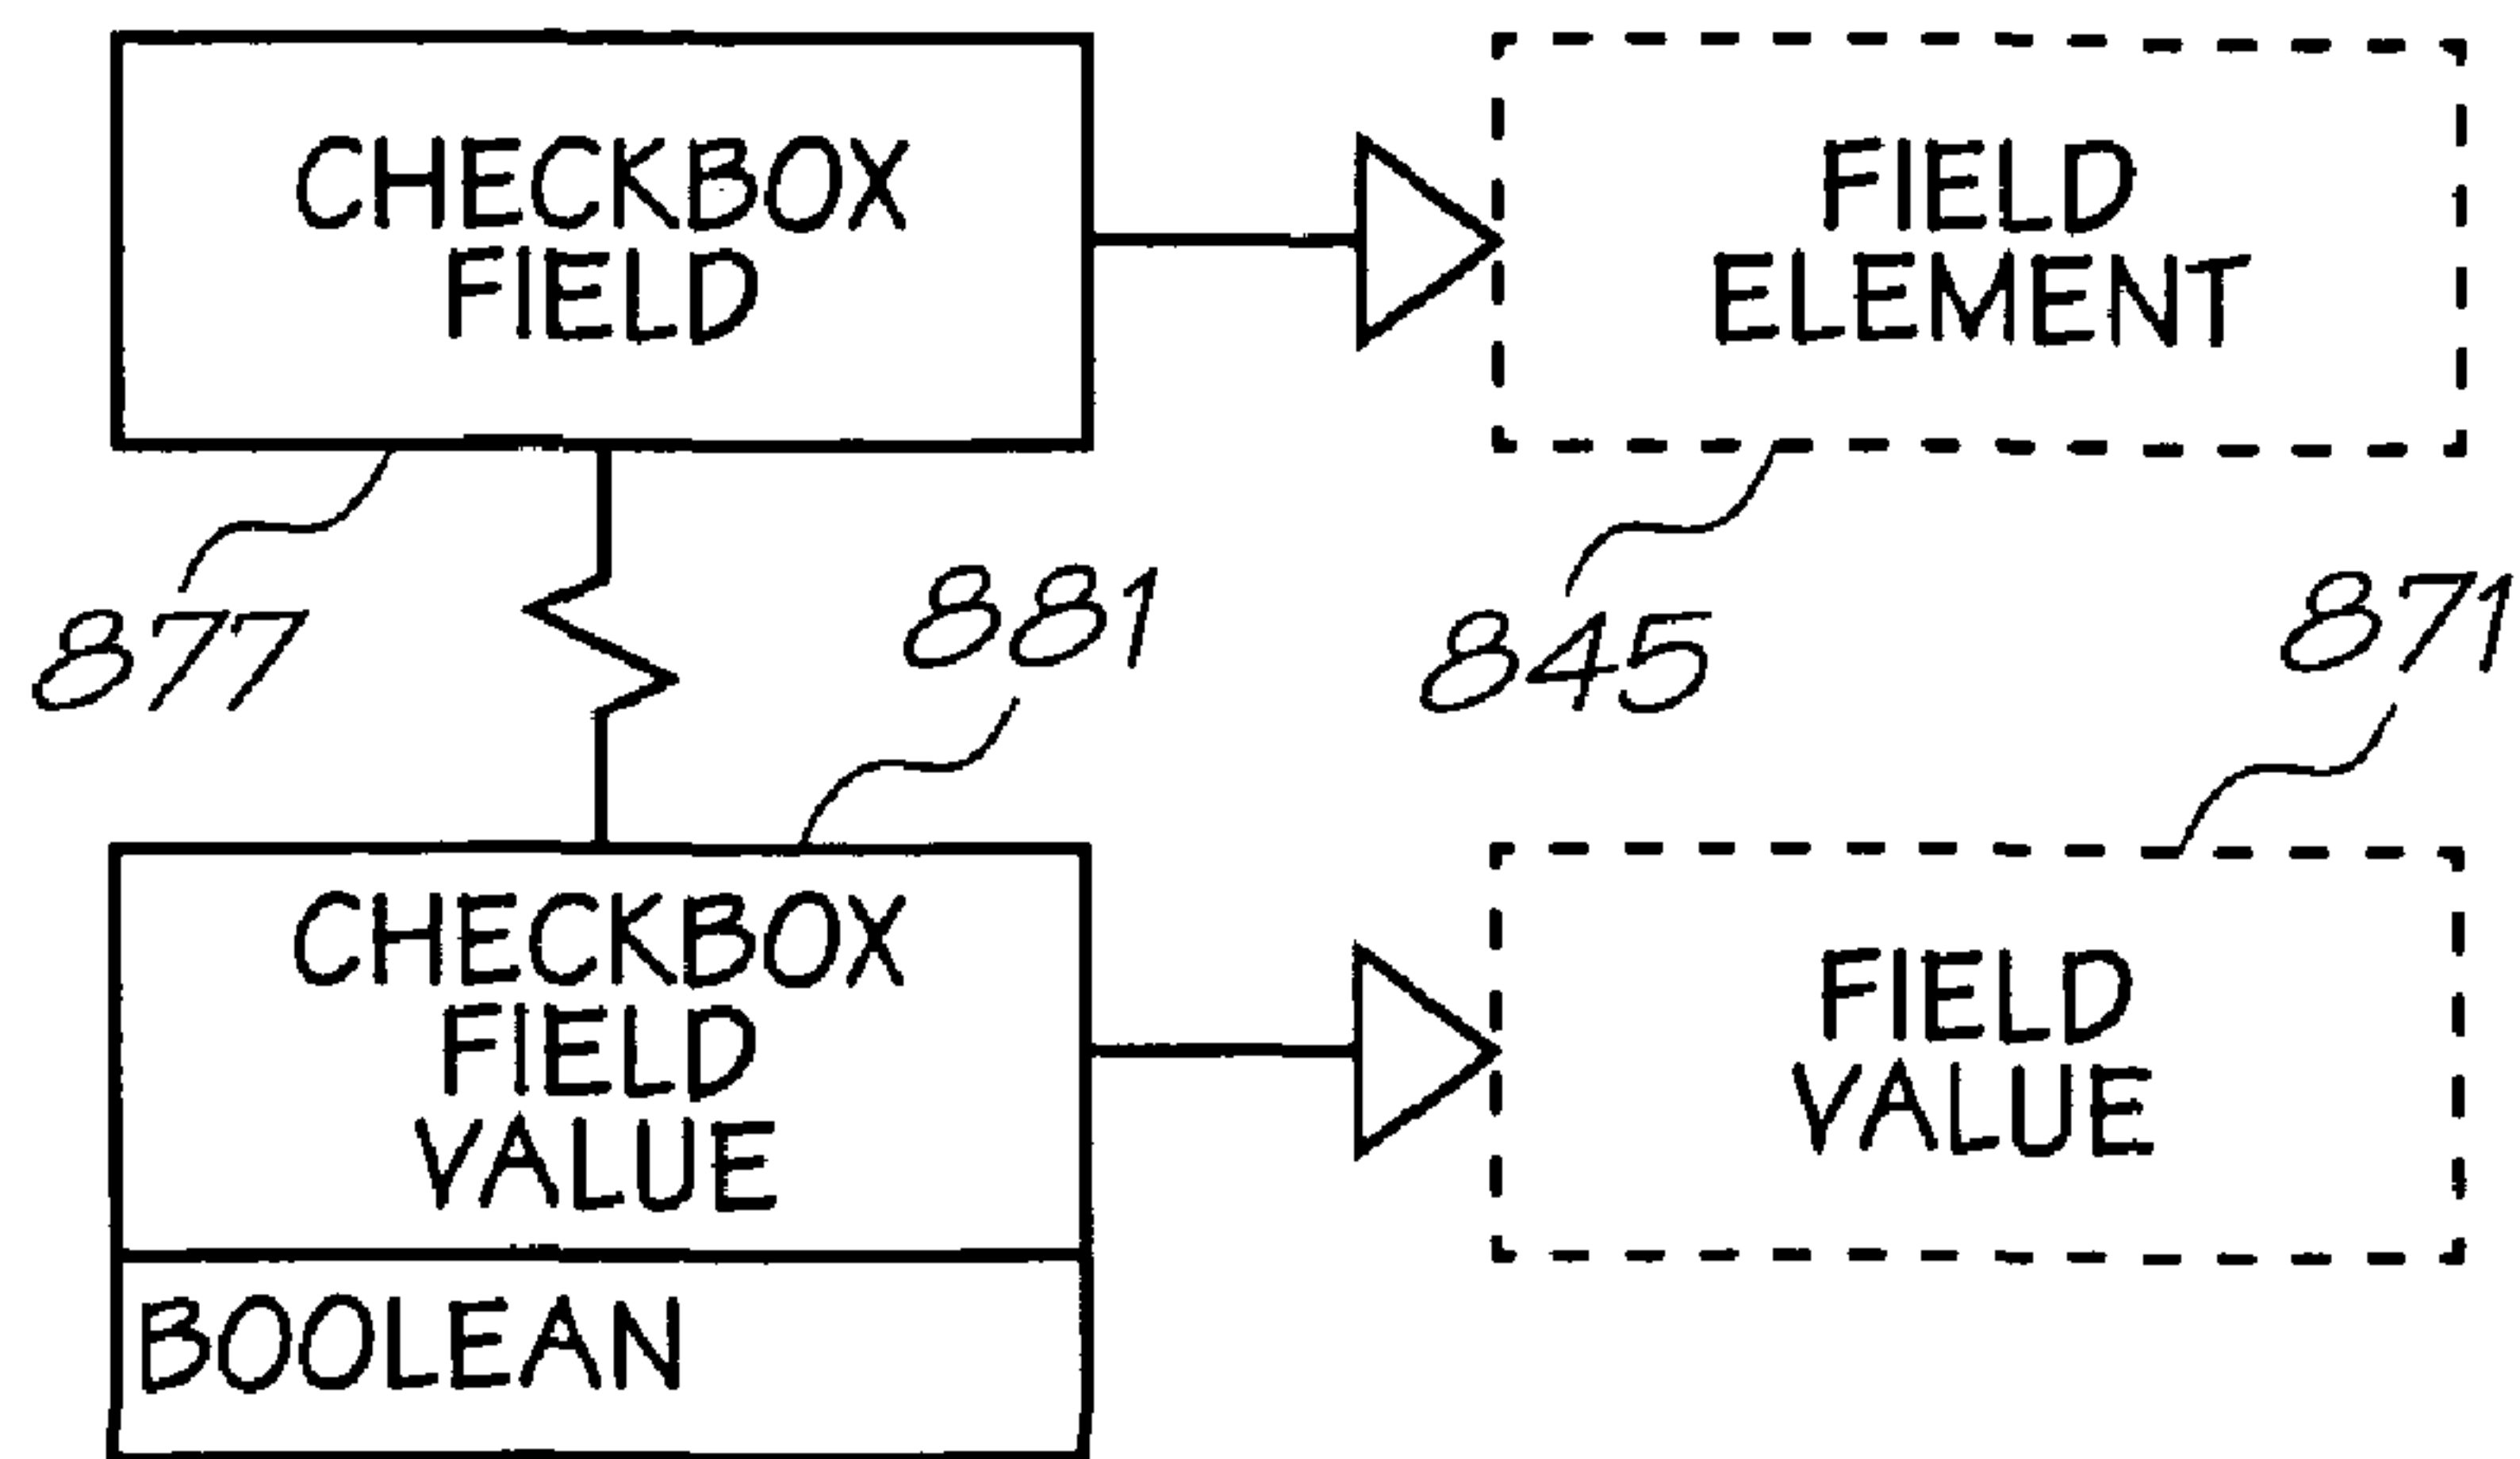 CHECKBOX
FIELD
FIELD
ELEMENT
877
881
845
871
CHECKBOX
FIELD
VALUE
FIELD
VALUE
BOOLEAN